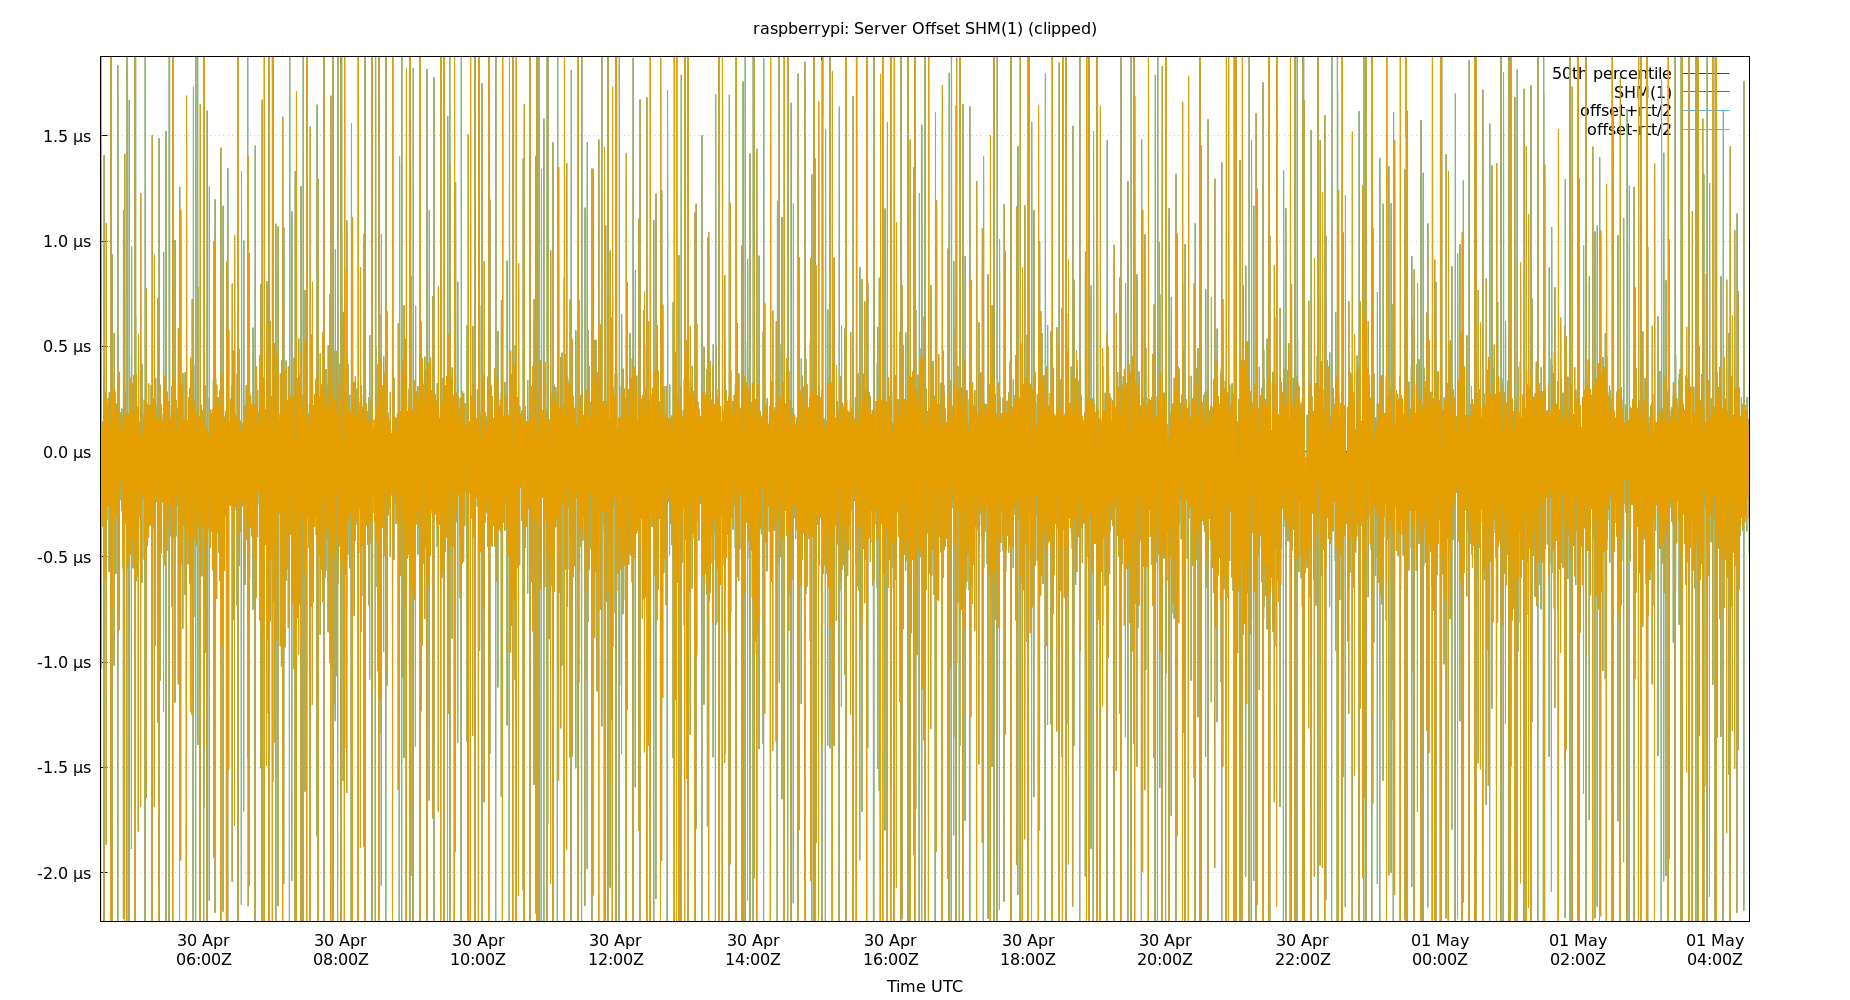 raspberrypi: Server Offset SHM(1) (clipped)
50th percentile
SHM(1)
offset+rtt/2
offset-rtt/2
1.5 µs
1.0 µs
0.5 µs
0.0 µs
-0.5 µs
-1.0 µs
-1.5 µs
-2.0 µs
30 Apr 30 Apr 30 Apr 30 Apr 30 Apr 30 Apr 30 Apr 30 Apr 30 Apr 01 May 01 May 01 May
06:00Z 08:00Z 10:00Z 12:00Z 14:00Z 16:00Z 18:00Z 20:00Z 22:00Z 00:00Z 02:00Z 04:00Z
Time UTC